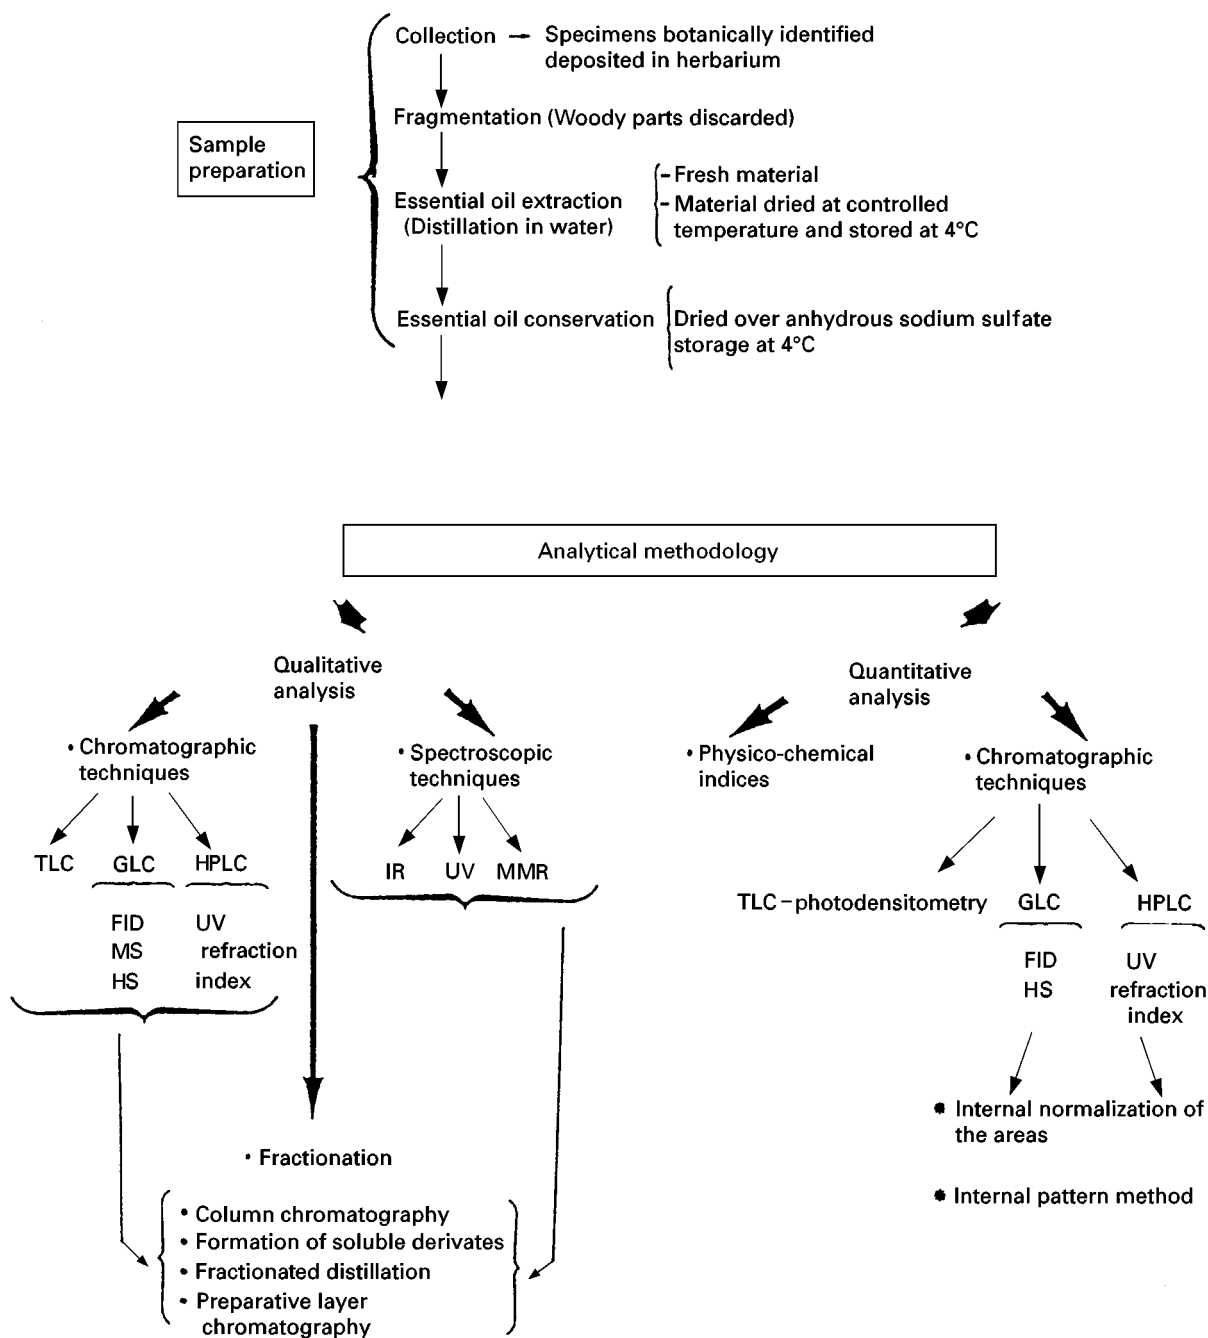 Collection → Specimens botanically identified
deposited in herbarium
Fragmentation (Woody parts discarded)
Sample
preparation
Essential oil extraction
(Distillation in water)
- Fresh material
- Material dried at controlled
temperature and stored at 4°C
Essential oil conservation
Dried over anhydrous sodium sulfate
storage at 4°C
Analytical methodology
Qualitative
analysis
• Chromatographic
techniques
TLC GLC HPLC
FID
MS
HS
UV
refraction
index
• Spectroscopic
techniques
IR UV MMR
• Fractionation
• Column chromatography
• Formation of soluble derivates
• Fractionated distillation
• Preparative layer
chromatography
Quantitative
analysis
• Physico-chemical
indices
• Chromatographic
techniques
TLC–photodensitometry GLC HPLC
FID
HS
UV
refraction
index
• Internal normalization of
the areas
• Internal pattern method